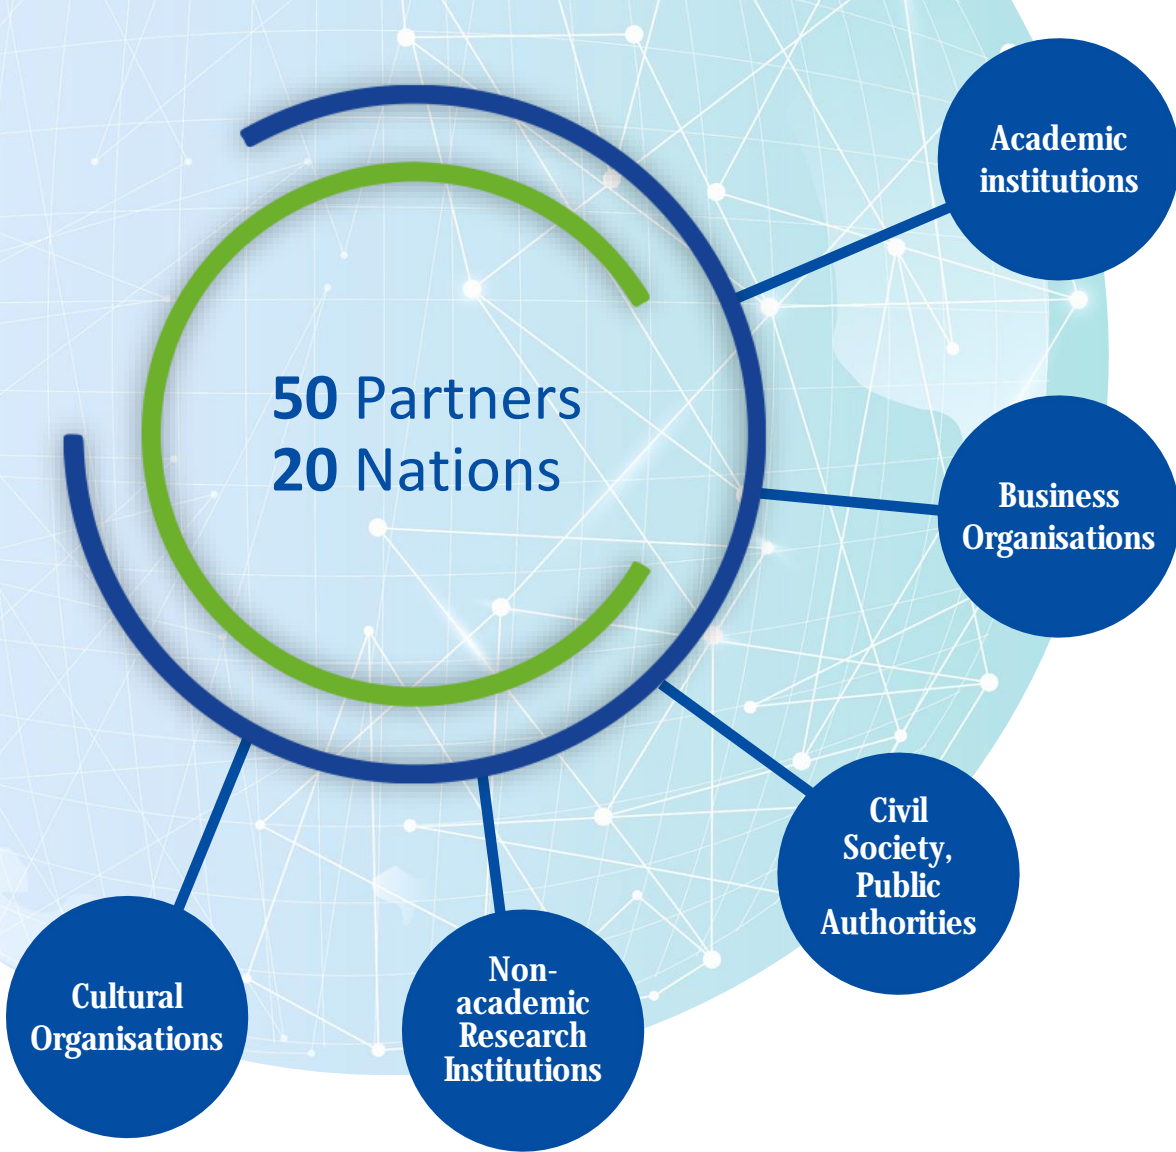 50 Partners
20 Nations
Academic
institutions
Business
Organisations
Civil
Society,
Public
Authorities
Non-
academic
Research
Institutions
Cultural
Organisations